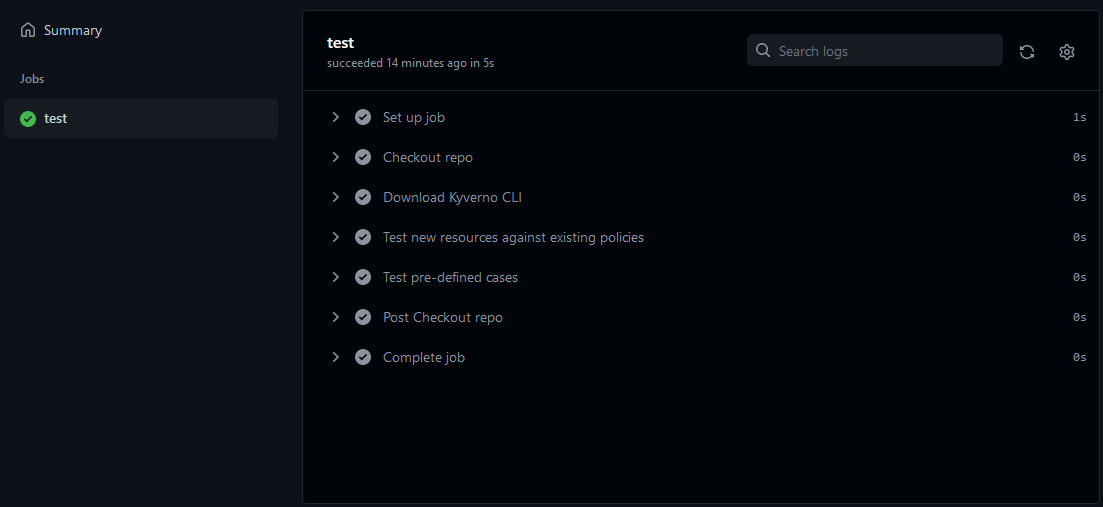 Summary
Jobs
test
test
succeeded 14 minutes ago in 5s
Search logs
Set up job 1s
Checkout repo 0s
Download Kyverno CLI 0s
Test new resources against existing policies 0s
Test pre-defined cases 0s
Post Checkout repo 0s
Complete job 0s